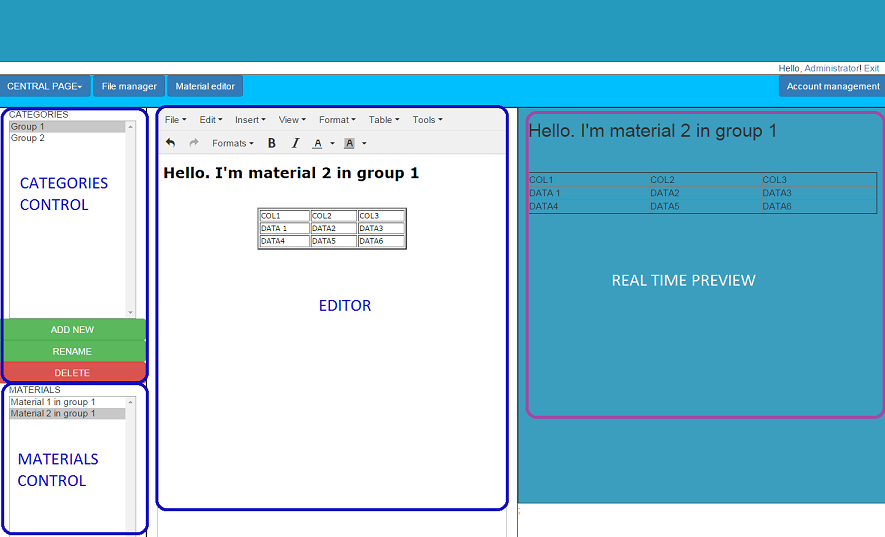 Hello, Administrator! Exit
CENTRAL PAGE
File manager
Material editor
Account management
CATEGORIES
Group 1
Group 2
CATEGORIES
CONTROL
ADD NEW
RENAME
DELETE
MATERIALS
Material 1 in group 1
Material 2 in group 1
MATERIALS
CONTROL
File Edit Insert View Format Table Tools
Formats B I A A
Hello. I'm material 2 in group 1
COL1 COL2 COL3
DATA 1 DATA2 DATA3
DATA4 DATA5 DATA6
EDITOR
Hello. I'm material 2 in group 1
COL1 COL2 COL3
DATA 1 DATA2 DATA3
DATA4 DATA5 DATA6
REAL TIME PREVIEW
;